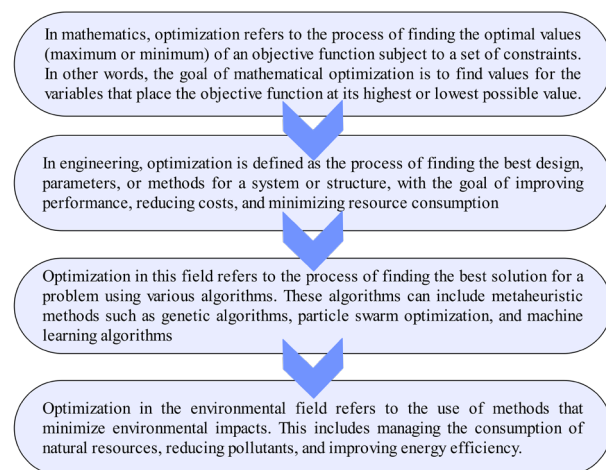 In mathematics, optimization refers to the process of finding the optimal values
(maximum or minimum) of an objective function subject to a set of constraints.
In other words, the goal of mathematical optimization is to find values for the
variables that place the objective function at its highest or lowest possible value.
In engineering, optimization is defined as the process of finding the best design,
parameters, or methods for a system or structure, with the goal of improving
performance, reducing costs, and minimizing resource consumption
Optimization in this field refers to the process of finding the best solution for a
problem using various algorithms. These algorithms can include metaheuristic
methods such as genetic algorithms, particle swarm optimization, and machine
learning algorithms
Optimization in the environmental field refers to the use of methods that
minimize environmental impacts. This includes managing the consumption of
natural resources, reducing pollutants, and improving energy efficiency.